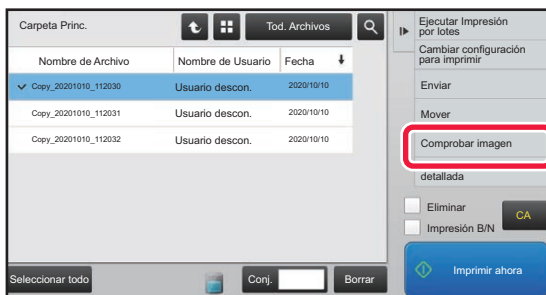 Carpeta Princ.
Tod. Archivos
Nombre de Archivo
Nombre de Usuario
Fecha
Copy_20201010_112030
Usuario descon.
2020/10/10
Copy_20201010_112031
Usuario descon.
2020/10/10
Copy_20201010_112032
Usuario descon.
2020/10/10
Seleccionar todo
Conj.
Borrar
Ejecutar Impresión
por lotes
Cambiar configuración
para imprimir
Enviar
Mover
Comprobar imagen
detallada
Eliminar
Impresión B/N
CA
Imprimir ahora